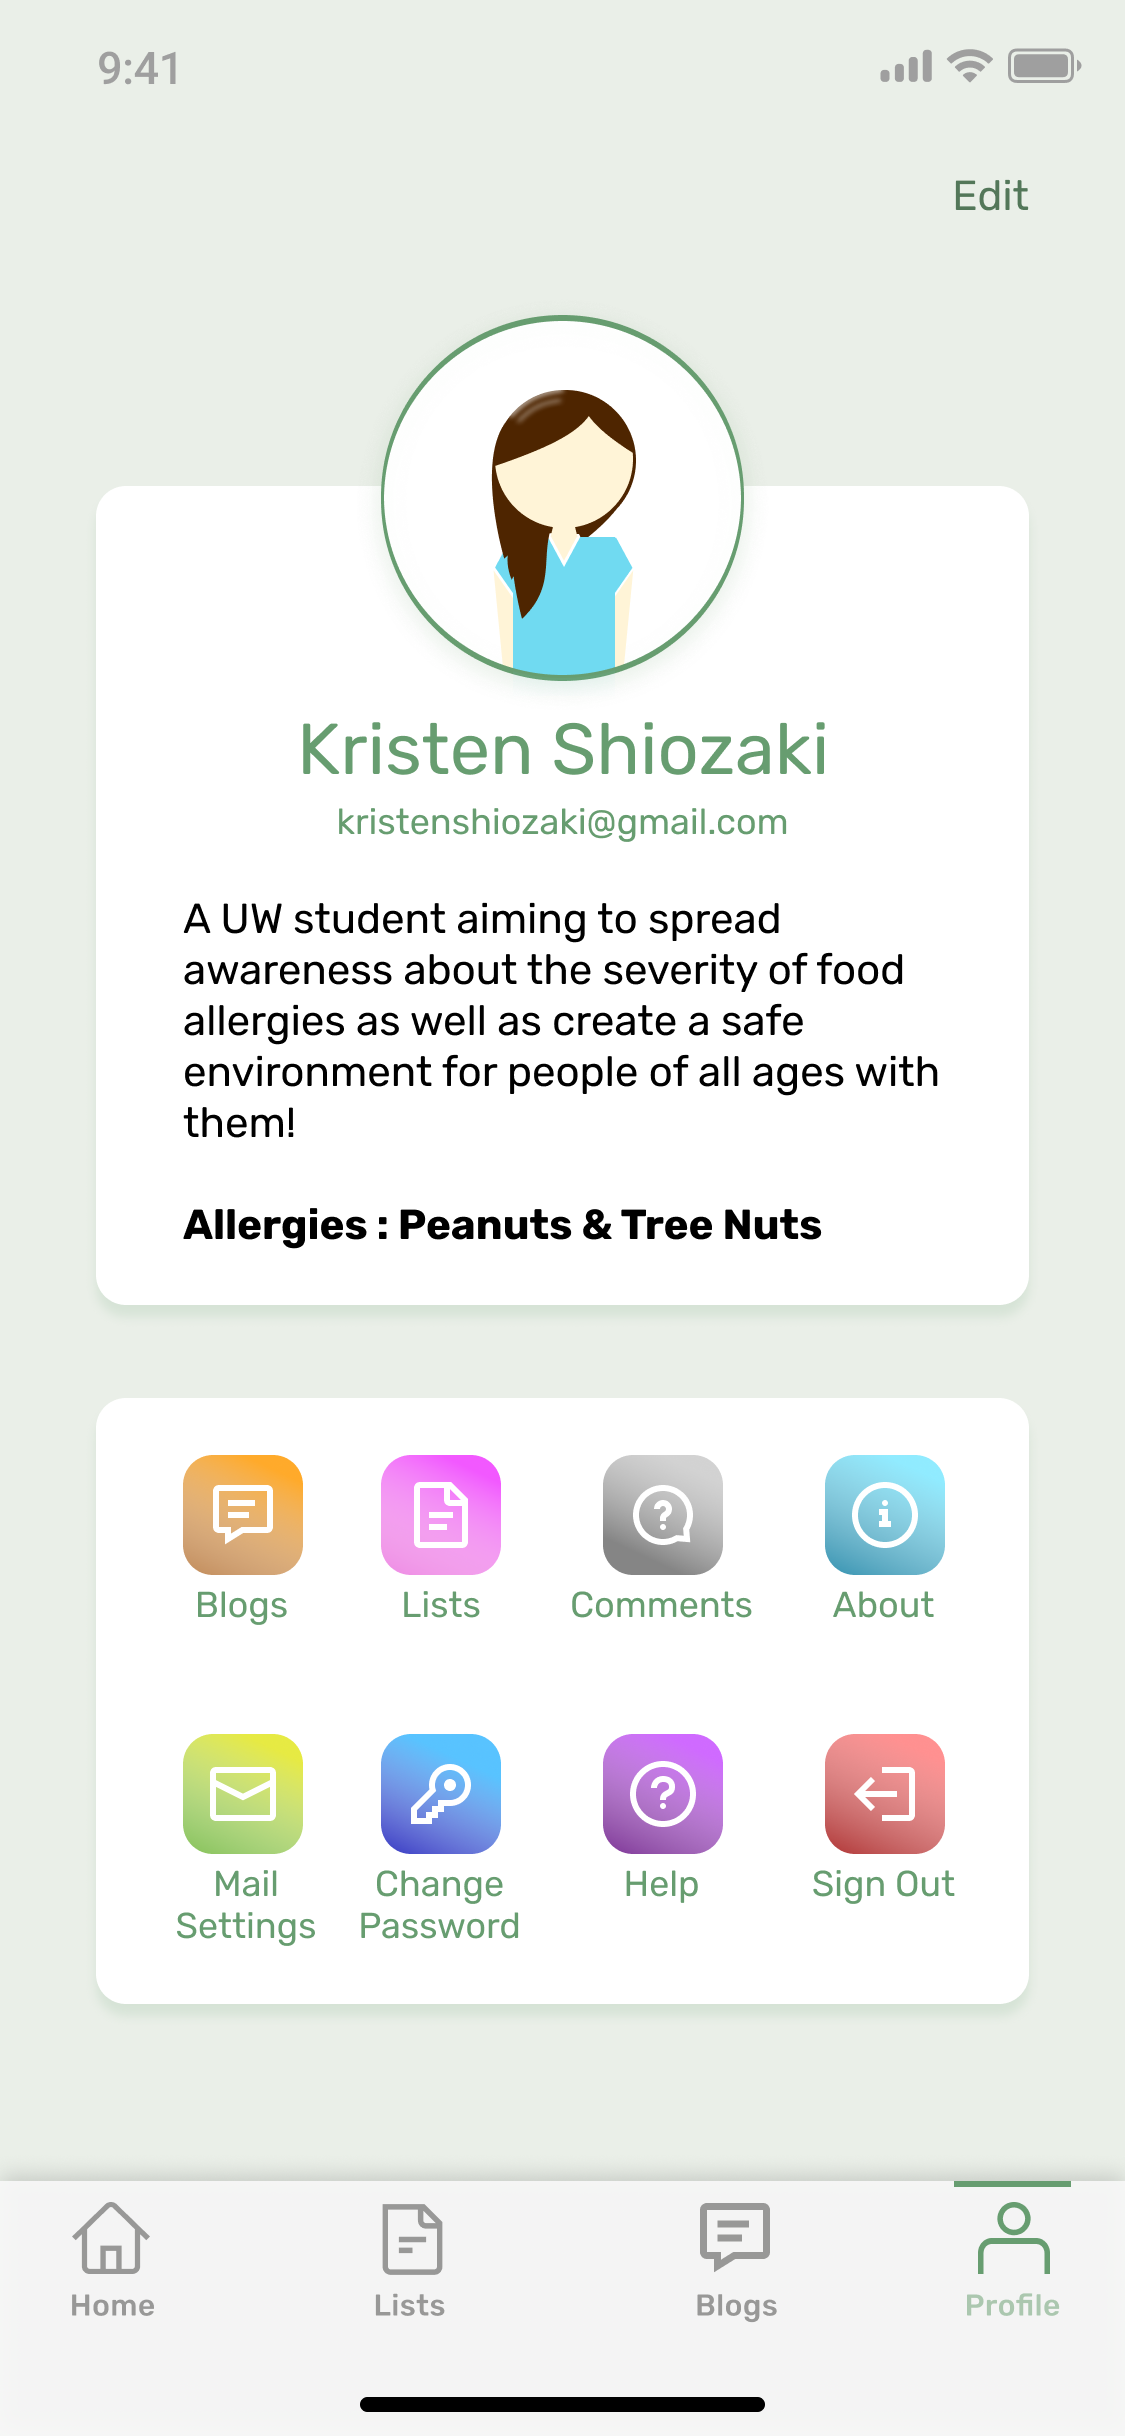 9:41
Edit
Kristen Shiozaki
kristenshiozaki@gmail.com
A UW student aiming to spread
awareness about the severity of food
allergies as well as create a safe
environment for people of all ages with
them!
Allergies : Peanuts & Tree Nuts
Blogs
Lists
Comments
About
Mail
Settings
Change
Password
Help
Sign Out
Home
Lists
Blogs
Profile